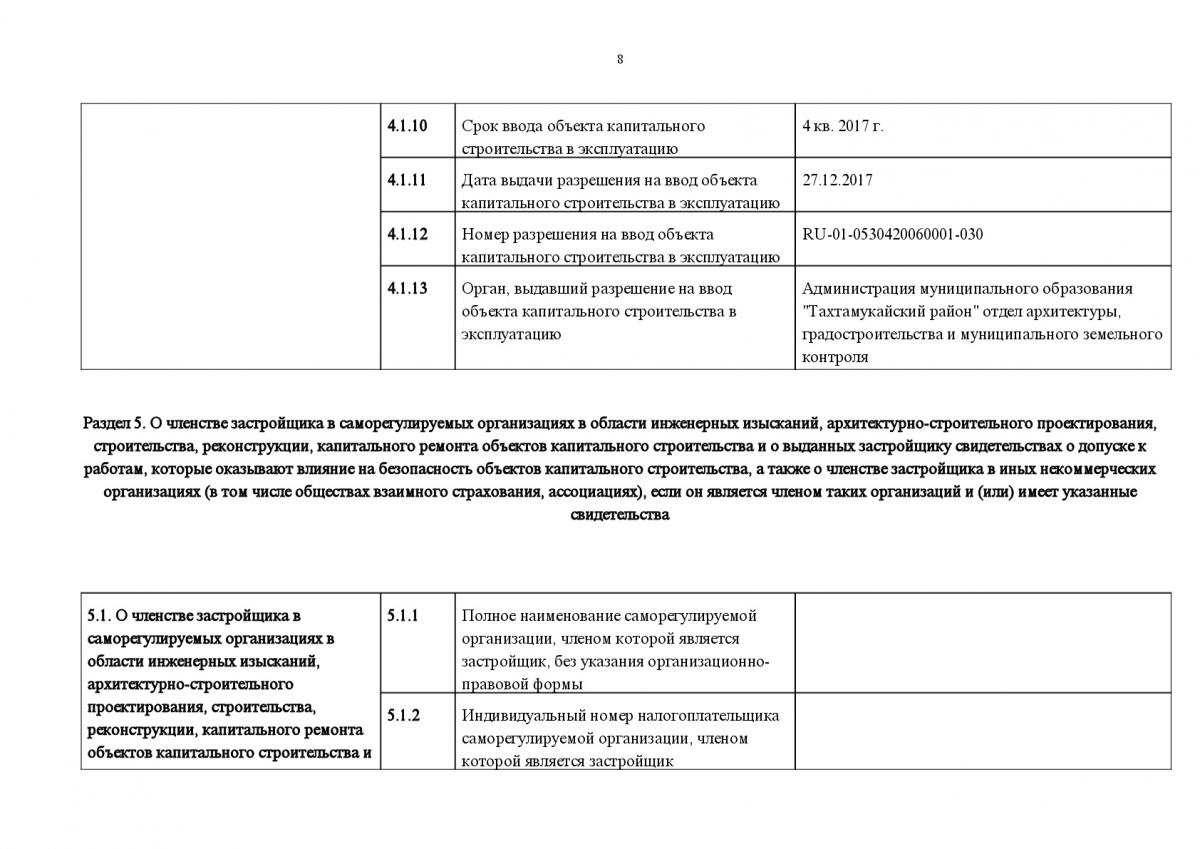 8
4.1.10
Срок ввода объекта капитального
строительства в эксплуатацию
4 кв. 2017 г.
4.1.11
Дата выдачи разрешения на ввод объекта
капитального строительства в эксплуатацию
27.12.2017
4.1.12
Номер разрешения на ввод объекта
капитального строительства в эксплуатацию
RU-01-0530420060001-030
4.1.13
Орган, выдавший разрешение на ввод
объекта капитального строительства в
эксплуатацию
Администрация муниципального образования
"Тахтамукайский район" отдел архитектуры,
градостроительства и муниципального земельного
контроля
Раздел 5. О членстве застройщика в саморегулируемых организациях в области инженерных изысканий, архитектурно-строительного проектирования,
строительства, реконструкции, капитального ремонта объектов капитального строительства и о выданных застройщику свидетельствах о допуске к
работам, которые оказывают влияние на безопасность объектов капитального строительства, а также о членстве застройщика в иных некоммерческих
организациях (в том числе обществах взаимного страхования, ассоциациях), если он является членом таких организаций и (или) имеет указанные
свидетельства
5.1. О членстве застройщика в
саморегулируемых организациях в
области инженерных изысканий,
архитектурно-строительного
проектирования, строительства,
реконструкции, капитального ремонта
объектов капитального строительства и
5.1.1
Полное наименование саморегулируемой
организации, членом которой является
застройщик, без указания организационно-
правовой формы
5.1.2
Индивидуальный номер налогоплательщика
саморегулируемой организации, членом
которой является застройщик